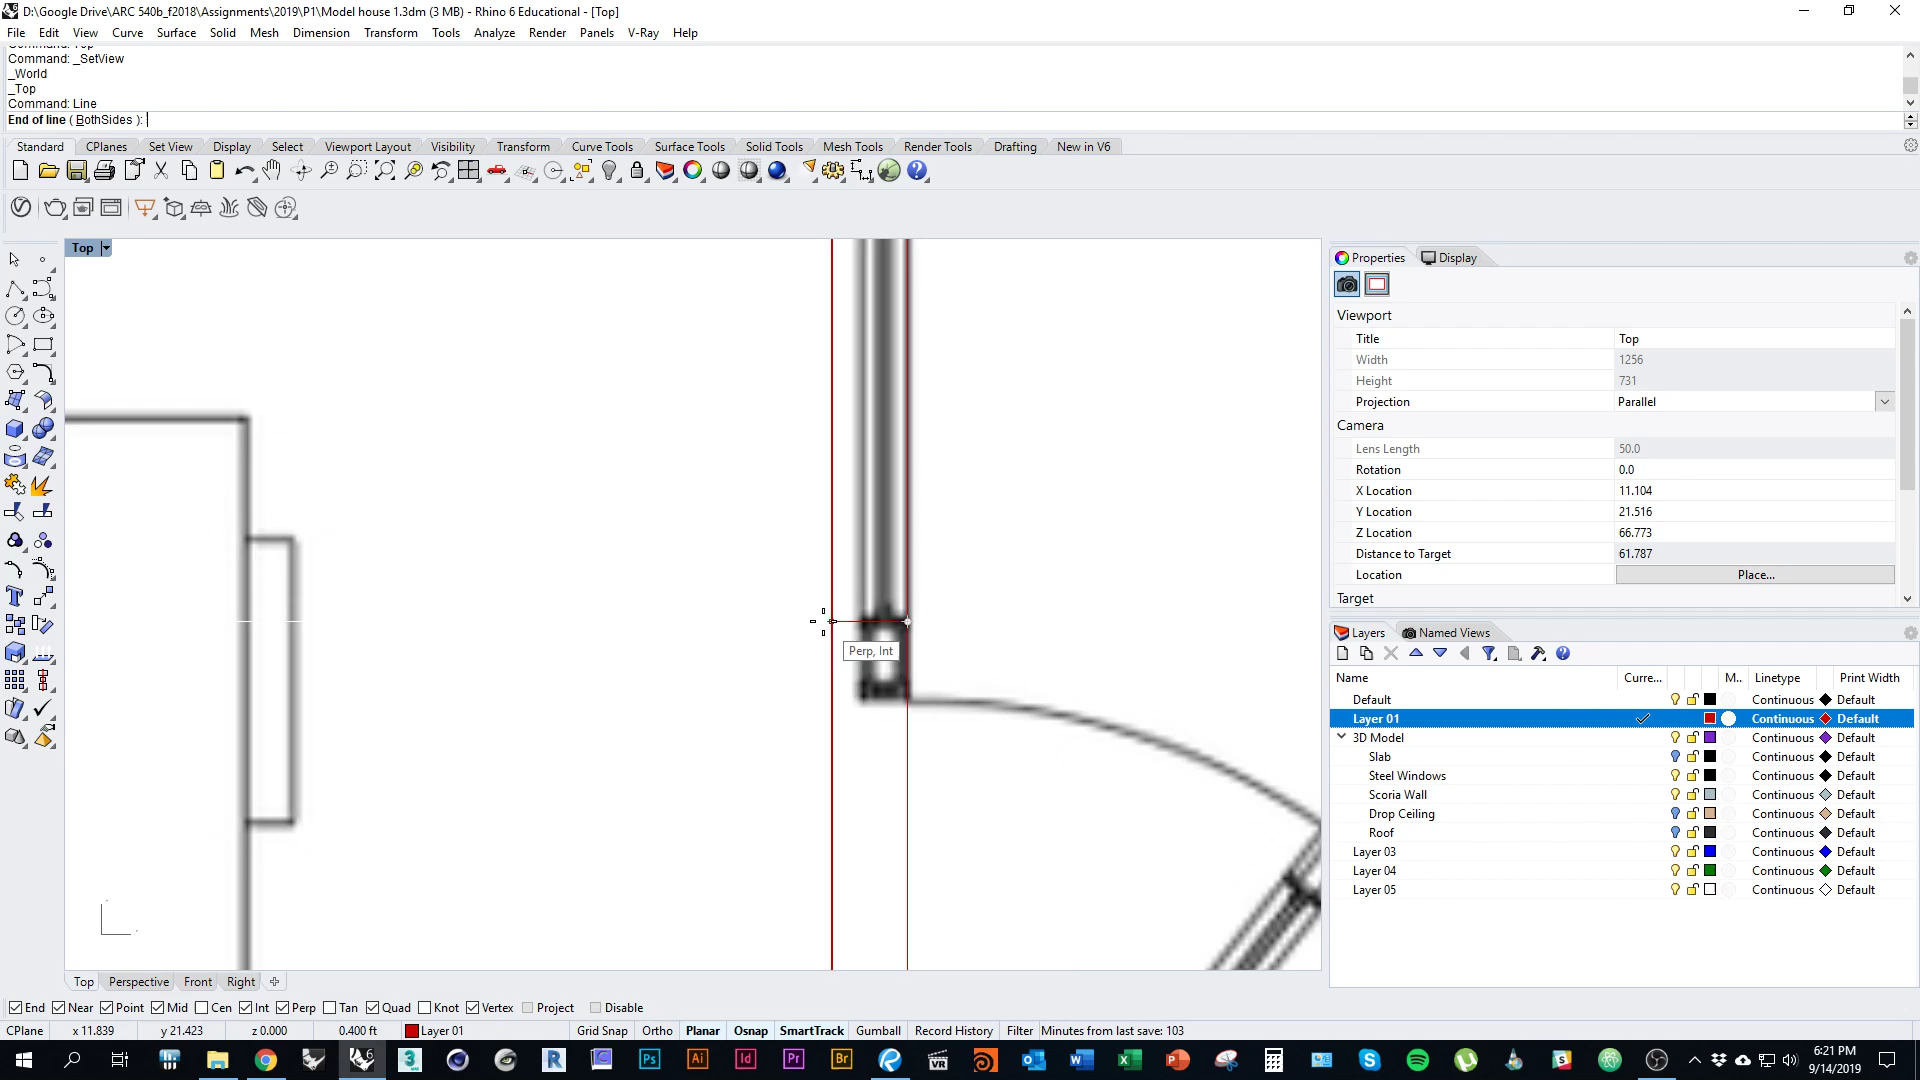 D:\Google Drive\ARC 540b_f2018\Assignments\2019\P1\Model house 1.3dm (3 MB) - Rhino 6 Educational - [Top]
File Edit View Curve Surface Solid Mesh Dimension Transform Tools Analyze Render Panels V-Ray Help
Command: Top
Command: _SetView
_World
_Top
Command: Line
End of line ( BothSides ):
Standard CPlanes Set View Display Select Viewport Layout Visibility Transform Curve Tools Surface Tools Solid Tools Mesh Tools Render Tools Drafting New in V6
Top
Perp, Int
Properties Display
Viewport
Title Top
Width 1256
Height 731
Projection Parallel
Camera
Lens Length 50.0
Rotation 0.0
X Location 11.104
Y Location 21.516
Z Location 66.773
Distance to Target 61.787
Location Place...
Target
Layers Named Views
Name Curre... M.. Linetype Print Width
Default Continuous Default
Layer 01 Continuous Default
3D Model Continuous Default
Slab Continuous Default
Steel Windows Continuous Default
Scoria Wall Continuous Default
Drop Ceiling Continuous Default
Roof Continuous Default
Layer 03 Continuous Default
Layer 04 Continuous Default
Layer 05 Continuous Default
Top Perspective Front Right
End Near Point Mid Cen Int Perp Tan Quad Knot Vertex Project Disable
CPlane x 11.839 y 21.423 z 0.000 0.400 ft Layer 01 Grid Snap Ortho Planar Osnap SmartTrack Gumball Record History Filter Minutes from last save: 103
6 3 R Ps Ai Id Pr Br VR
6:21 PM
9/14/2019